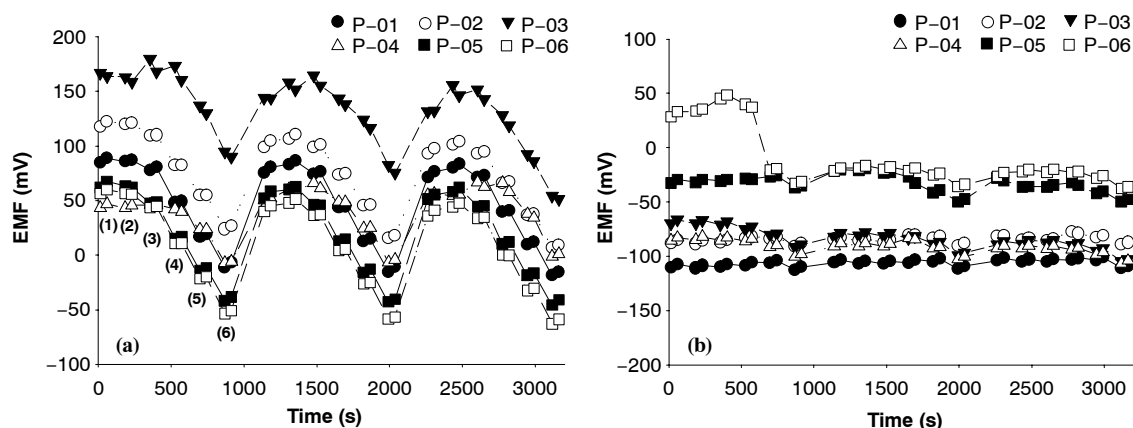 P−01 P−02 P−03
P−04 P−05 P−06
200
150
100
50
0
−50
−100
EMF (mV)
(1) (2) (3) (4) (5) (6)
(a)
0 500 1000 1500 2000 2500 3000
Time (s)
P−01 P−02 P−03
P−04 P−05 P−06
100
50
0
−50
−100
−150
−200
EMF (mV)
(b)
0 500 1000 1500 2000 2500 3000
Time (s)